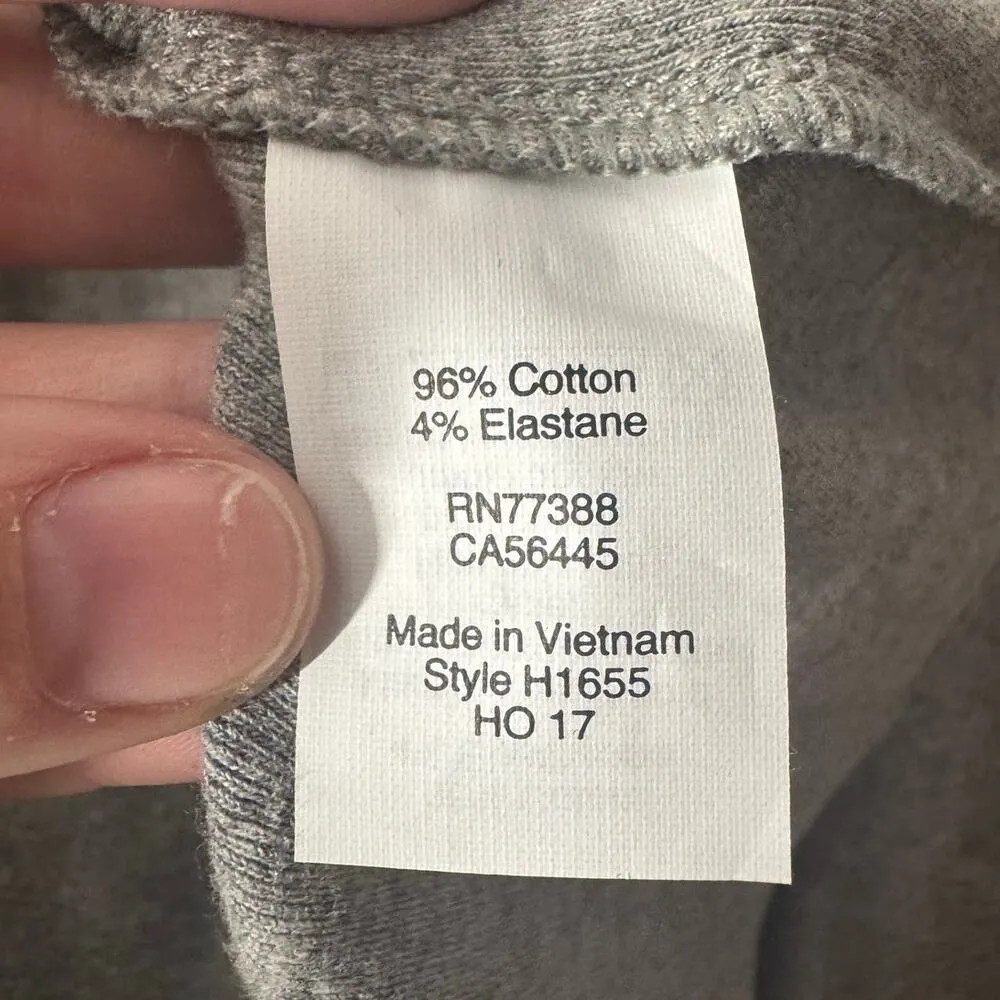 96% Cotton
4% Elastane
RN77388
CA56445
Made in Vietnam
Style H1655
HO 17